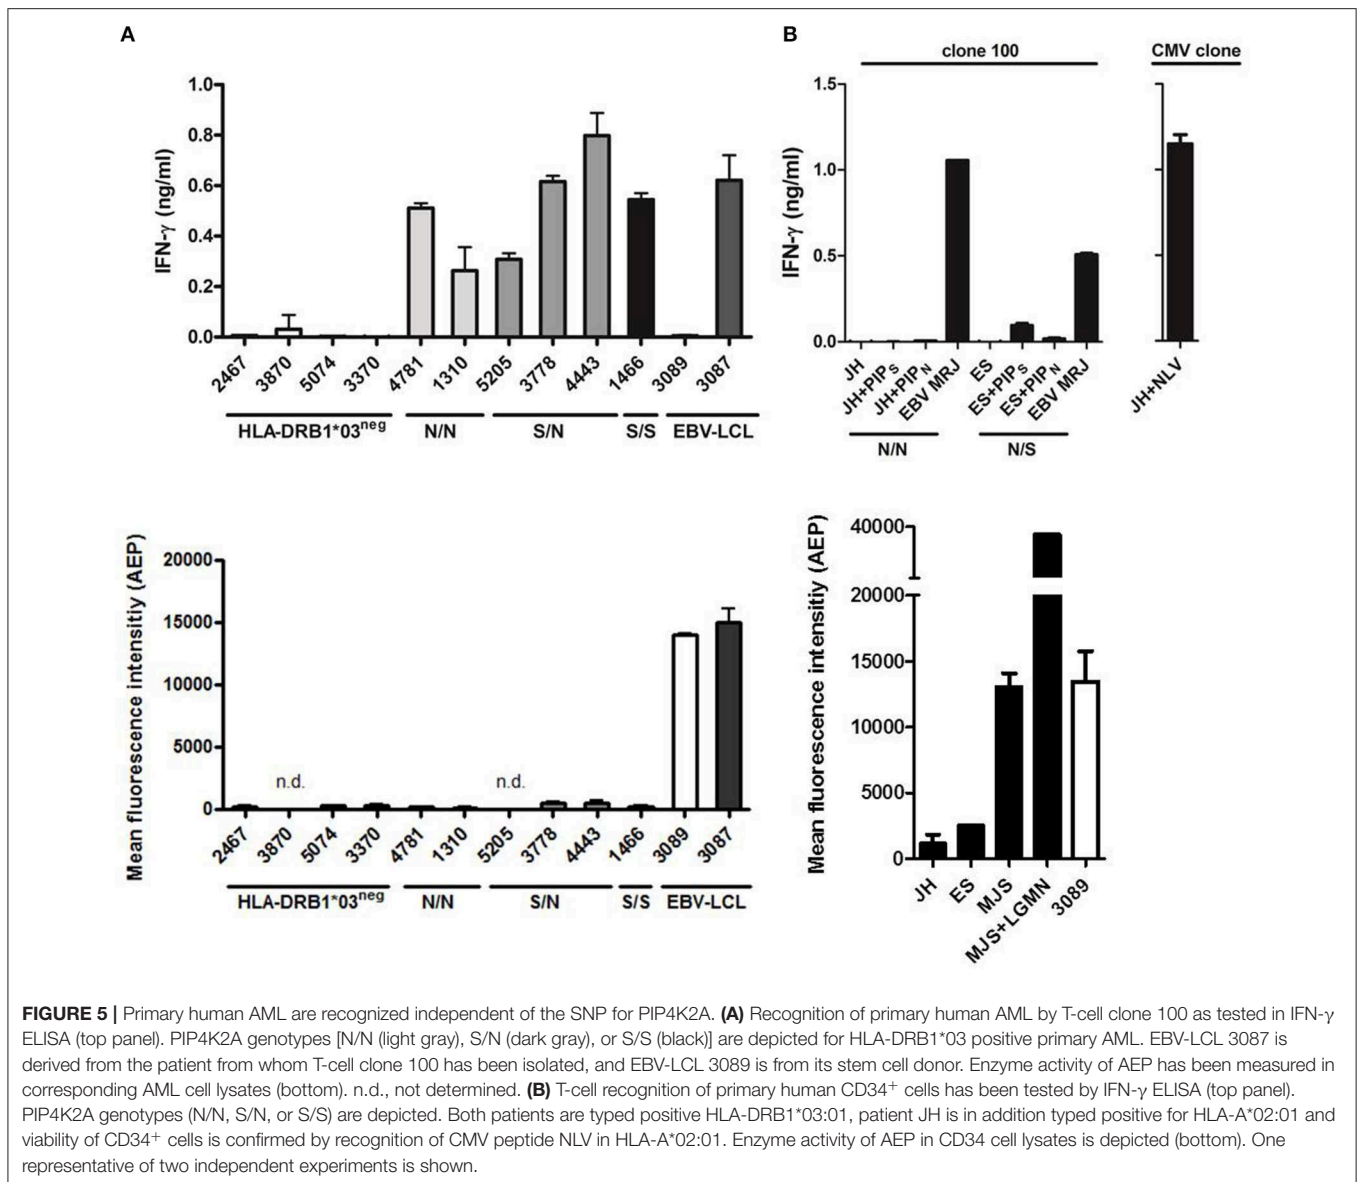 A
IFN-γ (ng/ml)
1.0
0.8
0.6
0.4
0.2
0.0
2467
3870
5074
3370
4781
1310
5205
3778
4443
1466
3089
3087
HLA-DRB1*03neg
N/N
S/N
S/S
EBV-LCL
B
clone 100
CMV clone
IFN-γ (ng/ml)
1.5
1.0
0.5
0.0
JH
JH+PIPS
JH+PIPN
EBV MRJ
ES
ES+PIPS
ES+PIPN
EBV MRJ
JH+NLV
N/N
N/S
Mean fluorescence intensitiy (AEP)
20000
15000
10000
5000
0
n.d.
n.d.
2467
3870
5074
3370
4781
1310
5205
3778
4443
1466
3089
3087
HLA-DRB1*03neg
N/N
S/N
S/S
EBV-LCL
Mean fluorescence intensitiy (AEP)
40000
20000
15000
10000
5000
0
JH
ES
MJS
MJS+LGMN
3089
FIGURE 5 | Primary human AML are recognized independent of the SNP for PIP4K2A. (A) Recognition of primary human AML by T-cell clone 100 as tested in IFN-γ
ELISA (top panel). PIP4K2A genotypes [N/N (light gray), S/N (dark gray), or S/S (black)] are depicted for HLA-DRB1*03 positive primary AML. EBV-LCL 3087 is
derived from the patient from whom T-cell clone 100 has been isolated, and EBV-LCL 3089 is from its stem cell donor. Enzyme activity of AEP has been measured in
corresponding AML cell lysates (bottom). n.d., not determined. (B) T-cell recognition of primary human CD34+ cells has been tested by IFN-γ ELISA (top panel).
PIP4K2A genotypes (N/N, S/N, or S/S) are depicted. Both patients are typed positive HLA-DRB1*03:01, patient JH is in addition typed positive for HLA-A*02:01 and
viability of CD34+ cells is confirmed by recognition of CMV peptide NLV in HLA-A*02:01. Enzyme activity of AEP in CD34 cell lysates is depicted (bottom). One
representative of two independent experiments is shown.